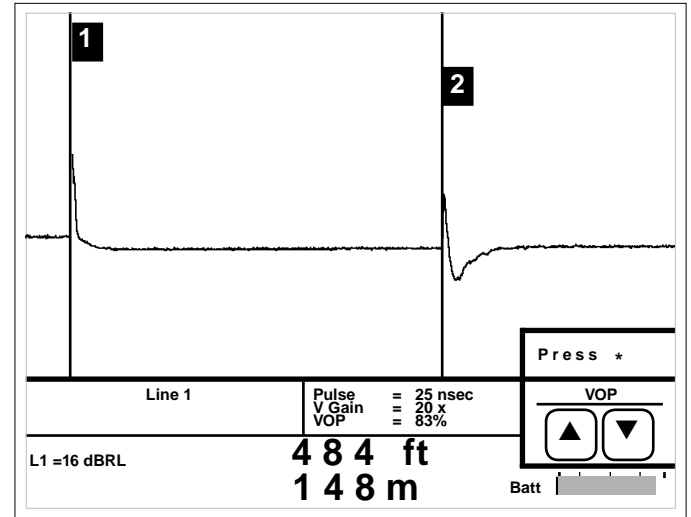 1
2
Press *
Line 1
Pulse = 25 nsec
V Gain = 20 x
VOP = 83%
VOP
L1 =16 dBRL
484 ft
148 m
Batt